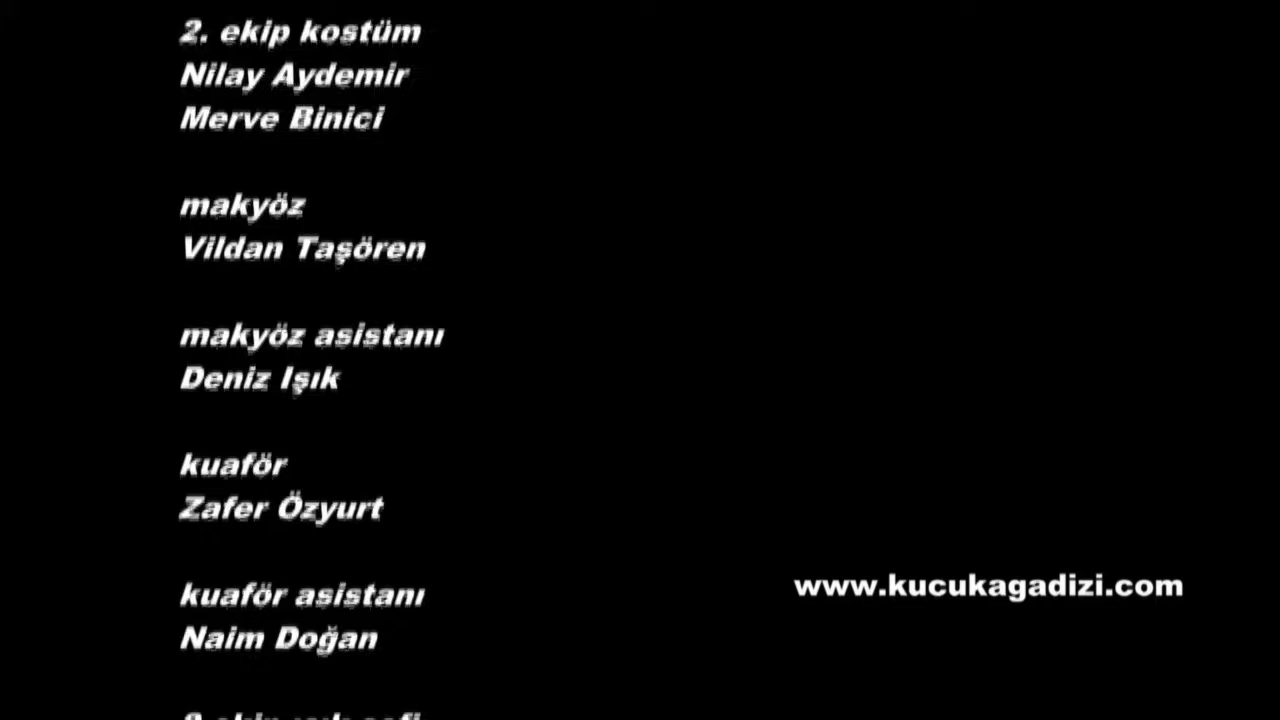 2. ekip kostüm
Nilay Aydemir
Merve Binici
makyöz
Vildan Taşören
makyöz asistanı
Deniz Işık
kuaför
Zafer Özyurt
kuaför asistanı
Naim Doğan
www.kucukagadizi.com